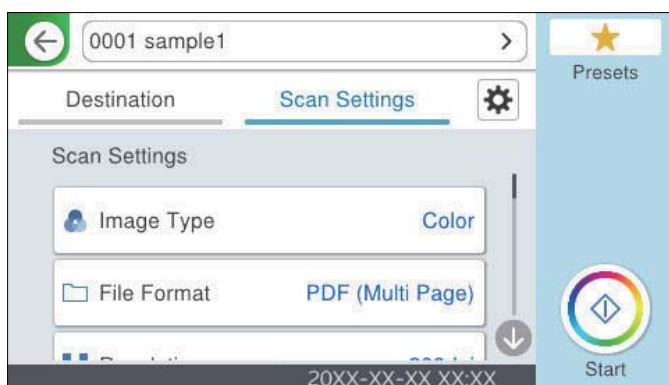 0001 sample1
Presets
Destination Scan Settings
Scan Settings
Image Type Color
File Format PDF (Multi Page)
20XX-XX-XX XX:XX
Start